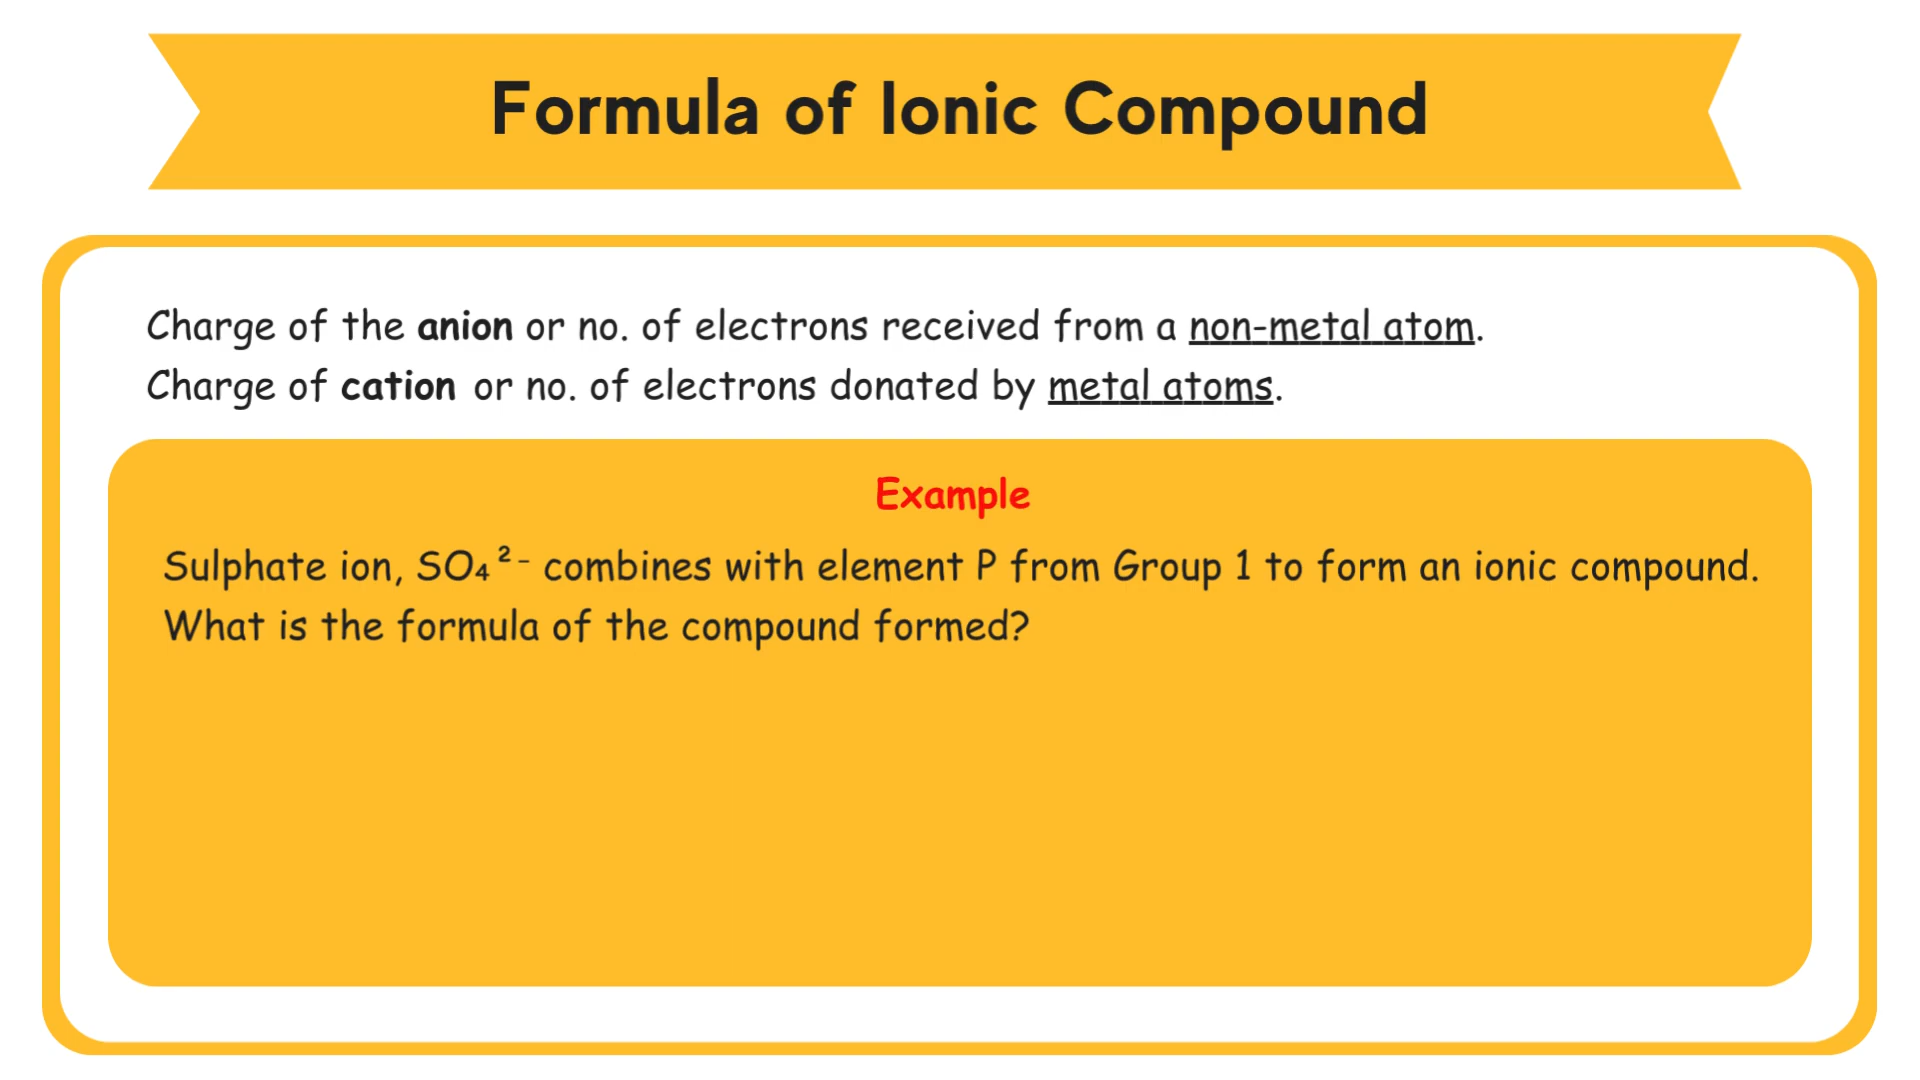 Formula of Ionic Compound
Charge of the anion or no. of electrons received from a non-metal atom.
Charge of cation or no. of electrons donated by metal atoms.
Example
Sulphate ion, SO₄²⁻ combines with element P from Group 1 to form an ionic compound.
What is the formula of the compound formed?